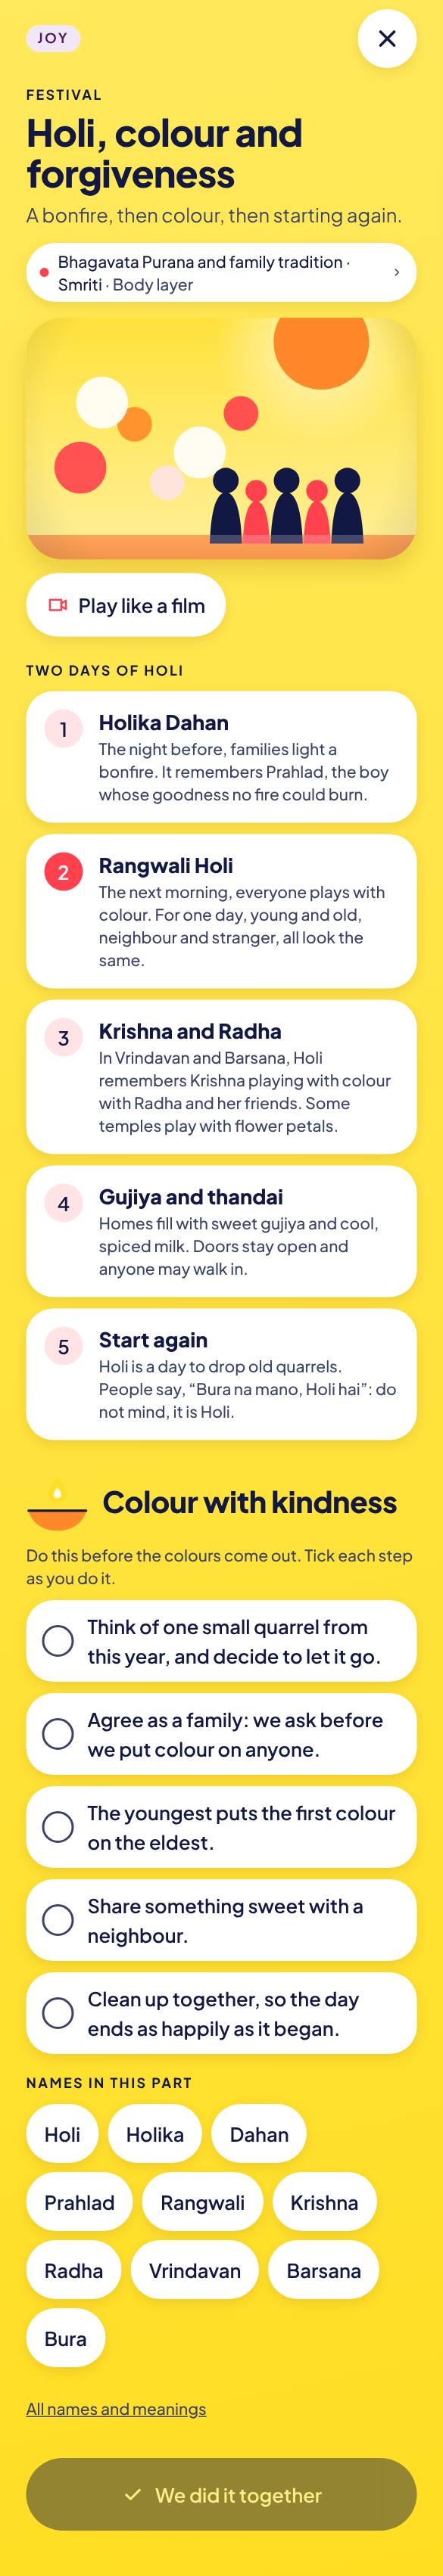 JOY
FESTIVAL
Holi, colour and
forgiveness
A bonfire, then colour, then starting again.
Bhagavata Purana and family tradition ·
Smriti · Body layer
Play like a film
TWO DAYS OF HOLI
1
Holika Dahan
The night before, families light a
bonfire. It remembers Prahlad, the boy
whose goodness no fire could burn.
2
Rangwali Holi
The next morning, everyone plays with
colour. For one day, young and old,
neighbour and stranger, all look the
same.
3
Krishna and Radha
In Vrindavan and Barsana, Holi
remembers Krishna playing with colour
with Radha and her friends. Some
temples play with flower petals.
4
Gujiya and thandai
Homes fill with sweet gujiya and cool,
spiced milk. Doors stay open and
anyone may walk in.
5
Start again
Holi is a day to drop old quarrels.
People say, “Bura na mano, Holi hai”: do
not mind, it is Holi.
Colour with kindness
Do this before the colours come out. Tick each step
as you do it.
Think of one small quarrel from
this year, and decide to let it go.
Agree as a family: we ask before
we put colour on anyone.
The youngest puts the first colour
on the eldest.
Share something sweet with a
neighbour.
Clean up together, so the day
ends as happily as it began.
NAMES IN THIS PART
Holi Holika Dahan
Prahlad Rangwali Krishna
Radha Vrindavan Barsana
Bura
All names and meanings
We did it together